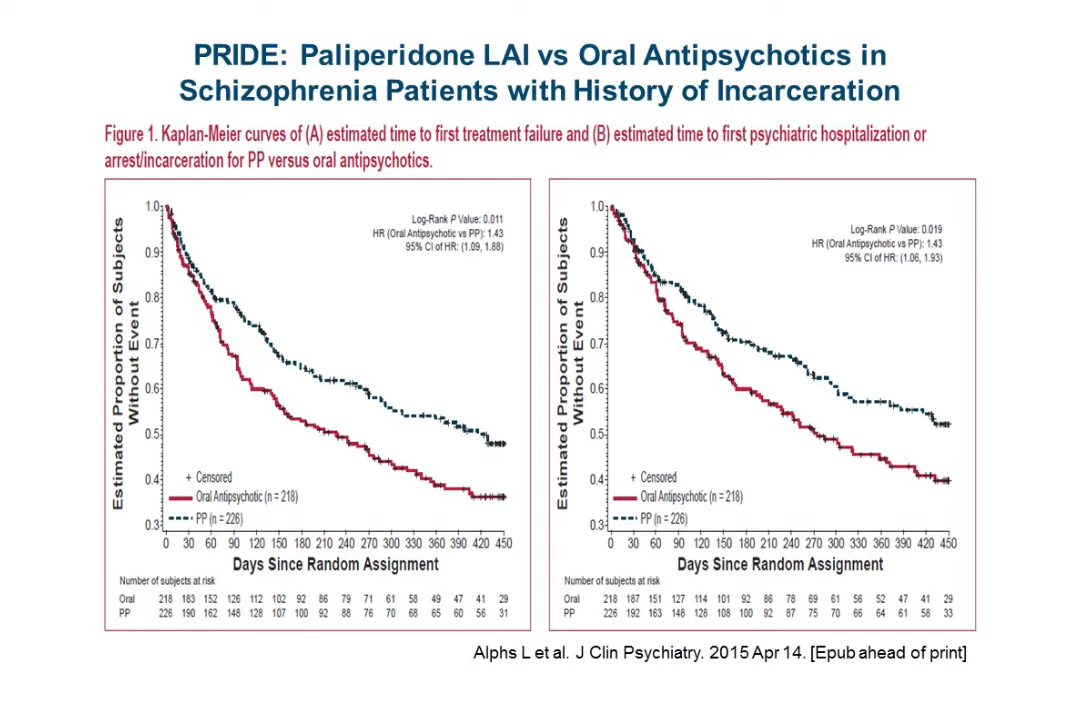 PRIDE: Paliperidone LAI vs Oral Antipsychotics in
Schizophrenia Patients with History of Incarceration
Figure 1. Kaplan-Meier curves of (A) estimated time to first treatment failure and (B) estimated time to first psychiatric hospitalization or
arrest/incarceration for PP versus oral antipsychotics.
Estimated Proportion of Subjects
Without Event
1.0
0.9
0.8
0.7
0.6
0.5
0.4
0.3
Log-Rank P Value: 0.011
HR (Oral Antipsychotic vs PP): 1.43
95% CI of HR: (1.09, 1.88)
+ Censored
Oral Antipsychotic (n = 218)
PP (n = 226)
0 30 60 90 120 150 180 210 240 270 300 330 360 390 420 450
Days Since Random Assignment
Number of subjects at risk
Oral 218 183 152 126 112 102 92 86 79 71 61 58 49 47 41 29
PP 226 190 162 148 128 107 100 92 88 76 70 68 65 60 56 31
Estimated Proportion of Subjects
Without Event
1.0
0.9
0.8
0.7
0.6
0.5
0.4
0.3
Log-Rank P Value: 0.019
HR (Oral Antipsychotic vs PP): 1.43
95% CI of HR: (1.06, 1.93)
+ Censored
Oral Antipsychotic (n = 218)
PP (n = 226)
0 30 60 90 120 150 180 210 240 270 300 330 360 390 420 450
Days Since Random Assignment
Number of subjects at risk
Oral 218 187 151 127 114 101 92 86 78 69 61 56 52 47 41 29
PP 226 192 163 148 128 108 100 92 87 75 70 66 64 61 58 33
Alphs L et al. J Clin Psychiatry. 2015 Apr 14. [Epub ahead of print]